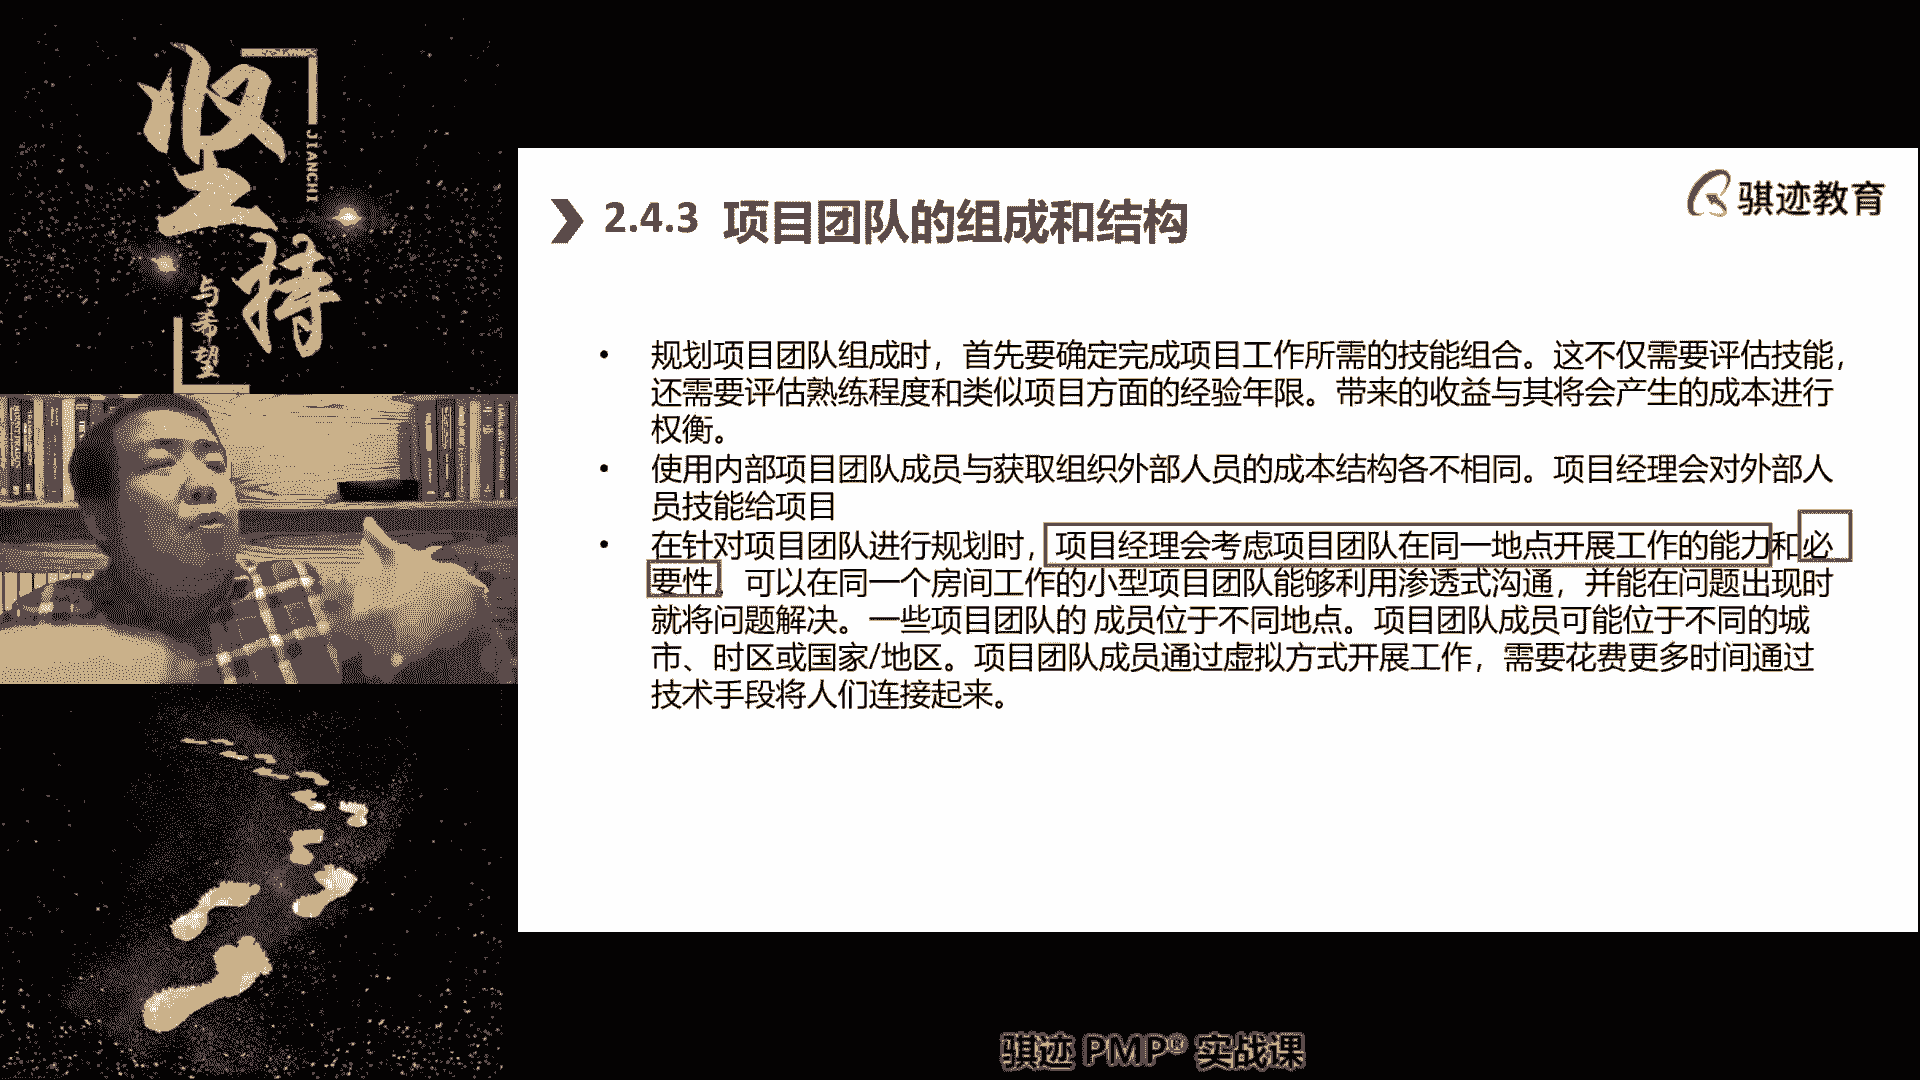 坚持
JIANCHI
与希望
骐迹教育
2.4.3 项目团队的组成和结构
• 规划项目团队组成时，首先要确定完成项目工作所需的技能组合。这不仅需要评估技能，
还需要评估熟练程度和类似项目方面的经验年限。带来的收益与其将会产生的成本进行
权衡。
• 使用内部项目团队成员与获取组织外部人员的成本结构各不相同。项目经理会对外部人
员技能给项目
• 在针对项目团队进行规划时，项目经理会考虑项目团队在同一地点开展工作的能力和必
要性。可以在同一个房间工作的小型项目团队能够利用渗透式沟通，并能在问题出现时
就将问题解决。一些项目团队的 成员位于不同地点。项目团队成员可能位于不同的城
市、时区或国家/地区。项目团队成员通过虚拟方式开展工作，需要花费更多时间通过
技术手段将人们连接起来。
骐迹 PMP® 实战课